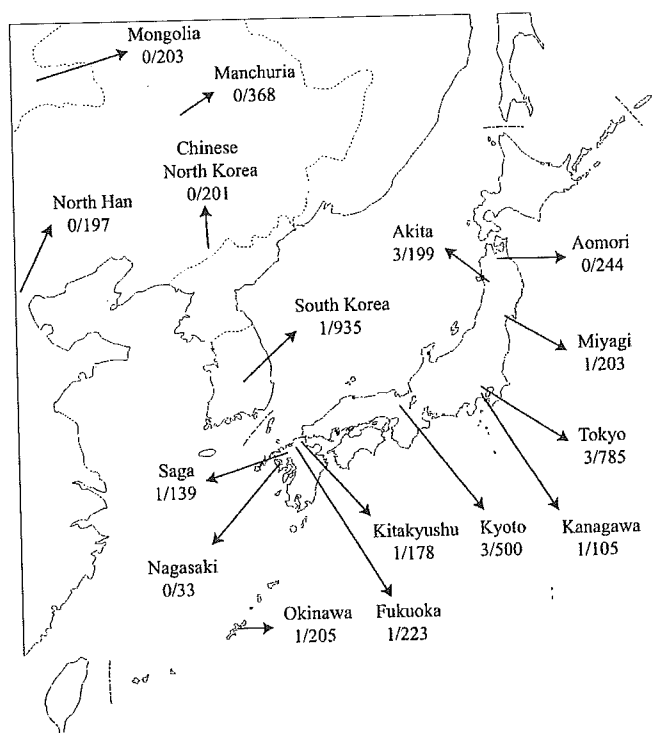 Mongolia
0/203
Manchuria
0/368
Chinese
North Korea
0/201
North Han
0/197
Akita
3/199
Aomori
0/244
South Korea
1/935
Miyagi
1/203
Tokyo
3/785
Saga
1/139
Kitakyushu
1/178
Kyoto
3/500
Kanagawa
1/105
Nagasaki
0/33
Okinawa
1/205
Fukuoka
1/223